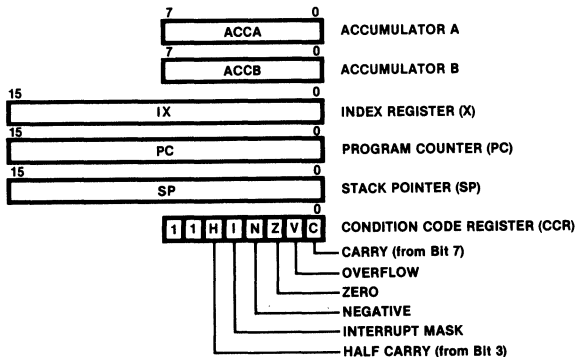 7 0
ACCA ACCUMULATOR A
7 0
ACCB ACCUMULATOR B
15 0
IX INDEX REGISTER (X)
15 0
PC PROGRAM COUNTER (PC)
15 0
SP STACK POINTER (SP)
0
1 1 H I N Z V C CONDITION CODE REGISTER (CCR)
CARRY (from Bit 7)
OVERFLOW
ZERO
NEGATIVE
INTERRUPT MASK
HALF CARRY (from Bit 3)